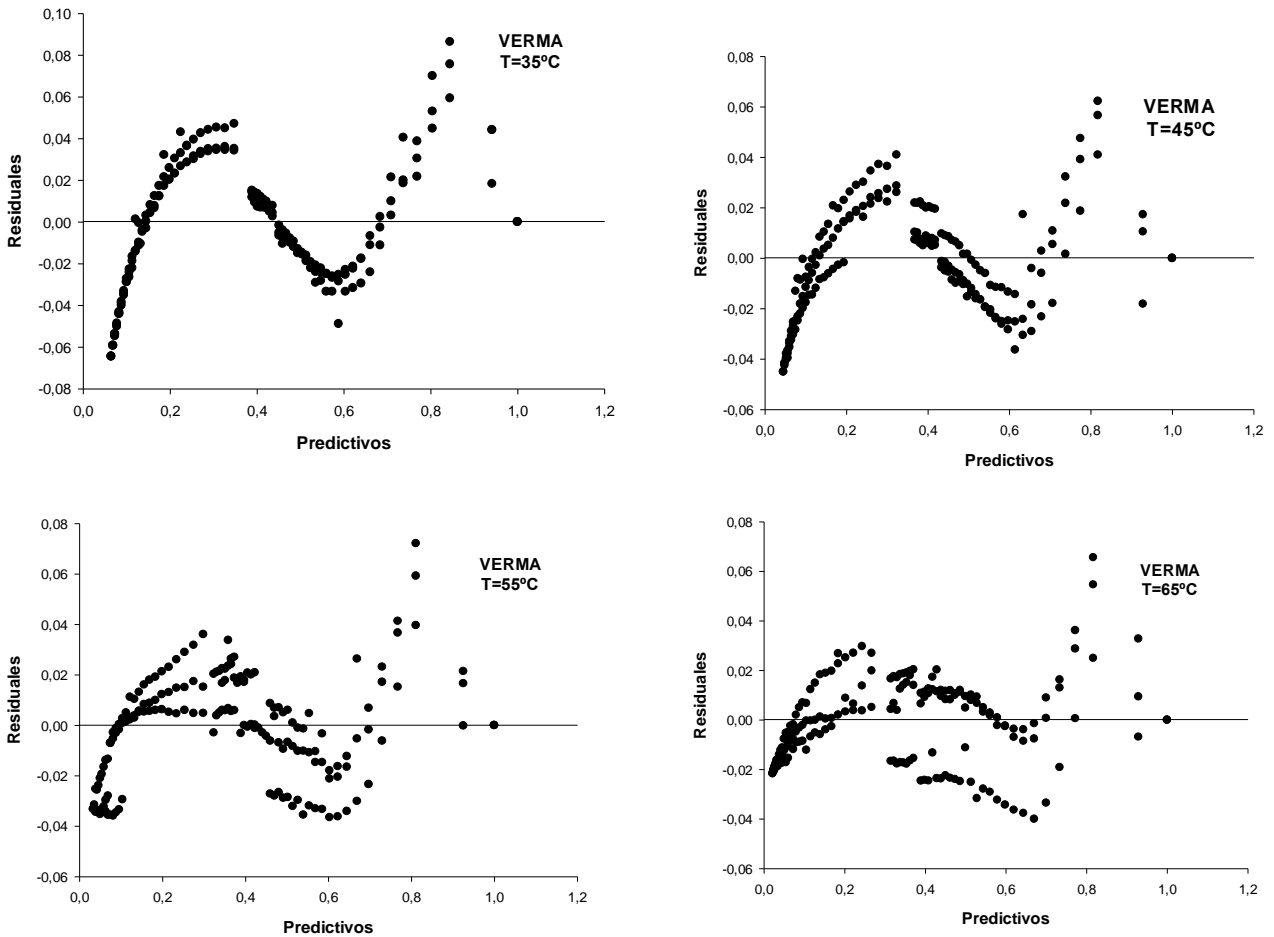 VERMA
T=35ºC
Residuales
0,10
0,08
0,06
0,04
0,02
0,00
-0,02
-0,04
-0,06
-0,08
0,0 0,2 0,4 0,6 0,8 1,0 1,2
Predictivos
VERMA
T=45ºC
Residuales
0,08
0,06
0,04
0,02
0,00
-0,02
-0,04
-0,06
0,0 0,2 0,4 0,6 0,8 1,0 1,2
Predictivos
VERMA
T=55ºC
Residuales
0,08
0,06
0,04
0,02
0,00
-0,02
-0,04
-0,06
0,0 0,2 0,4 0,6 0,8 1,0 1,2
Predictivos
VERMA
T=65ºC
Residuales
0,08
0,06
0,04
0,02
0,00
-0,02
-0,04
-0,06
0,0 0,2 0,4 0,6 0,8 1,0 1,2
Predictivos